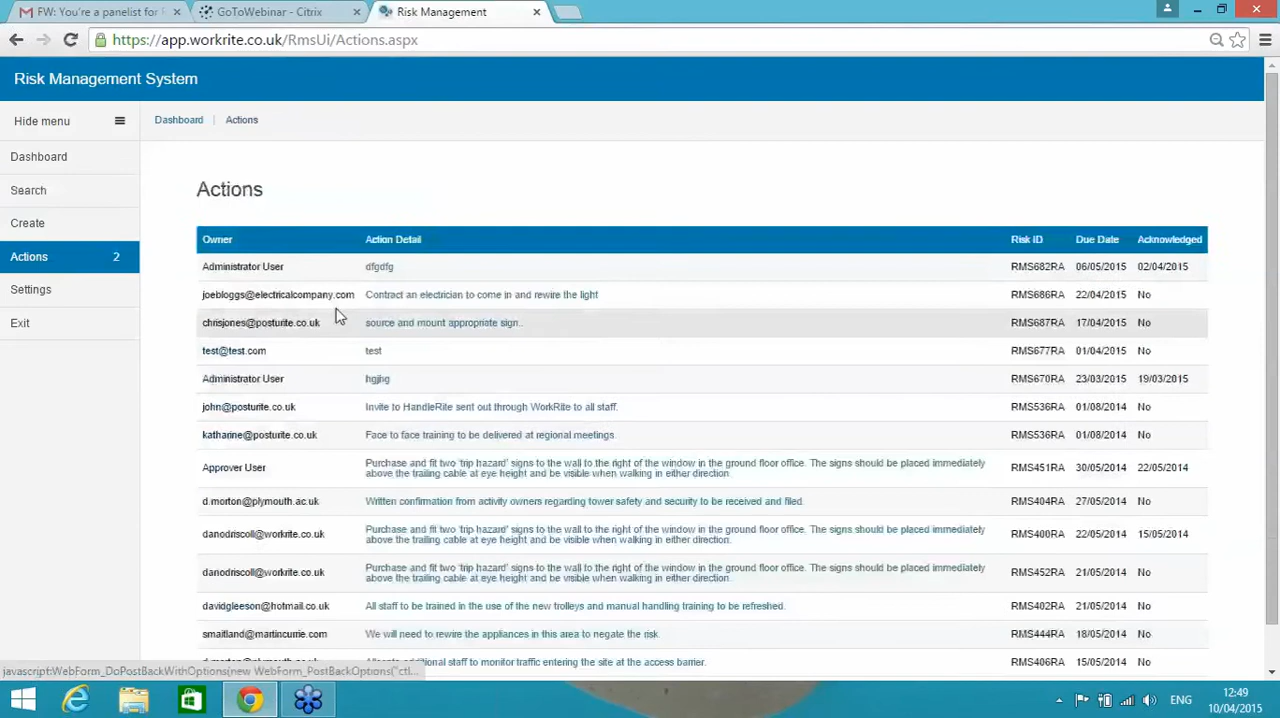 FW: You're a panelist for R
GoToWebinar - Citrix
Risk Management
https://app.workrite.co.uk/RmsUi/Actions.aspx
Risk Management System
Hide menu
Dashboard | Actions
Dashboard
Search
Create
Actions 2
Settings
Exit
Actions
Owner Action Detail Risk ID Due Date Acknowledged
Administrator User dfgdfg RMS682RA 06/05/2015 02/04/2015
joebloggs@electricalcompany.com Contract an electrician to come in and rewire the light RMS686RA 22/04/2015 No
chrisjones@posturite.co.uk source and mount appropriate sign.. RMS687RA 17/04/2015 No
test@test.com test RMS677RA 01/04/2015 No
Administrator User hgjhg RMS670RA 23/03/2015 19/03/2015
john@posturite.co.uk Invite to HandleRite sent out through WorkRite to all staff. RMS536RA 01/08/2014 No
katharine@posturite.co.uk Face to face training to be delivered at regional meetings. RMS536RA 01/08/2014 No
Approver User Purchase and fit two 'trip hazard' signs to the wall to the right of the window in the ground floor office. The signs should be placed immediately RMS451RA 30/05/2014 22/05/2014
above the trailing cable at eye height and be visible when walking in either direction
d.morton@plymouth.ac.uk Written confirmation from activity owners regarding tower safety and security to be received and filed. RMS404RA 27/05/2014 No
danodriscoll@workrite.co.uk Purchase and fit two 'trip hazard' signs to the wall to the right of the window in the ground floor office. The signs should be placed immediately RMS400RA 22/05/2014 15/05/2014
above the trailing cable at eye height and be visible when walking in either direction.
danodriscoll@workrite.co.uk Purchase and fit two 'trip hazard' signs to the wall to the right of the window in the ground floor office. The signs should be placed immediately RMS452RA 21/05/2014 No
above the trailing cable at eye height and be visible when walking in either direction.
davidgleeson@hotmail.co.uk All staff to be trained in the use of the new trolleys and manual handling training to be refreshed. RMS402RA 21/05/2014 No
smaitland@martincurrie.com We will need to rewire the appliances in this area to negate the risk. RMS444RA 18/05/2014 No
d.morton@plymouth.ac.uk Allocate additional staff to monitor traffic entering the site at the access barrier. RMS406RA 15/05/2014 No
javascript:WebForm_DoPostBackWithOptions(new WebForm_PostBackOptions("ctl...
ENG
12:49
10/04/2015